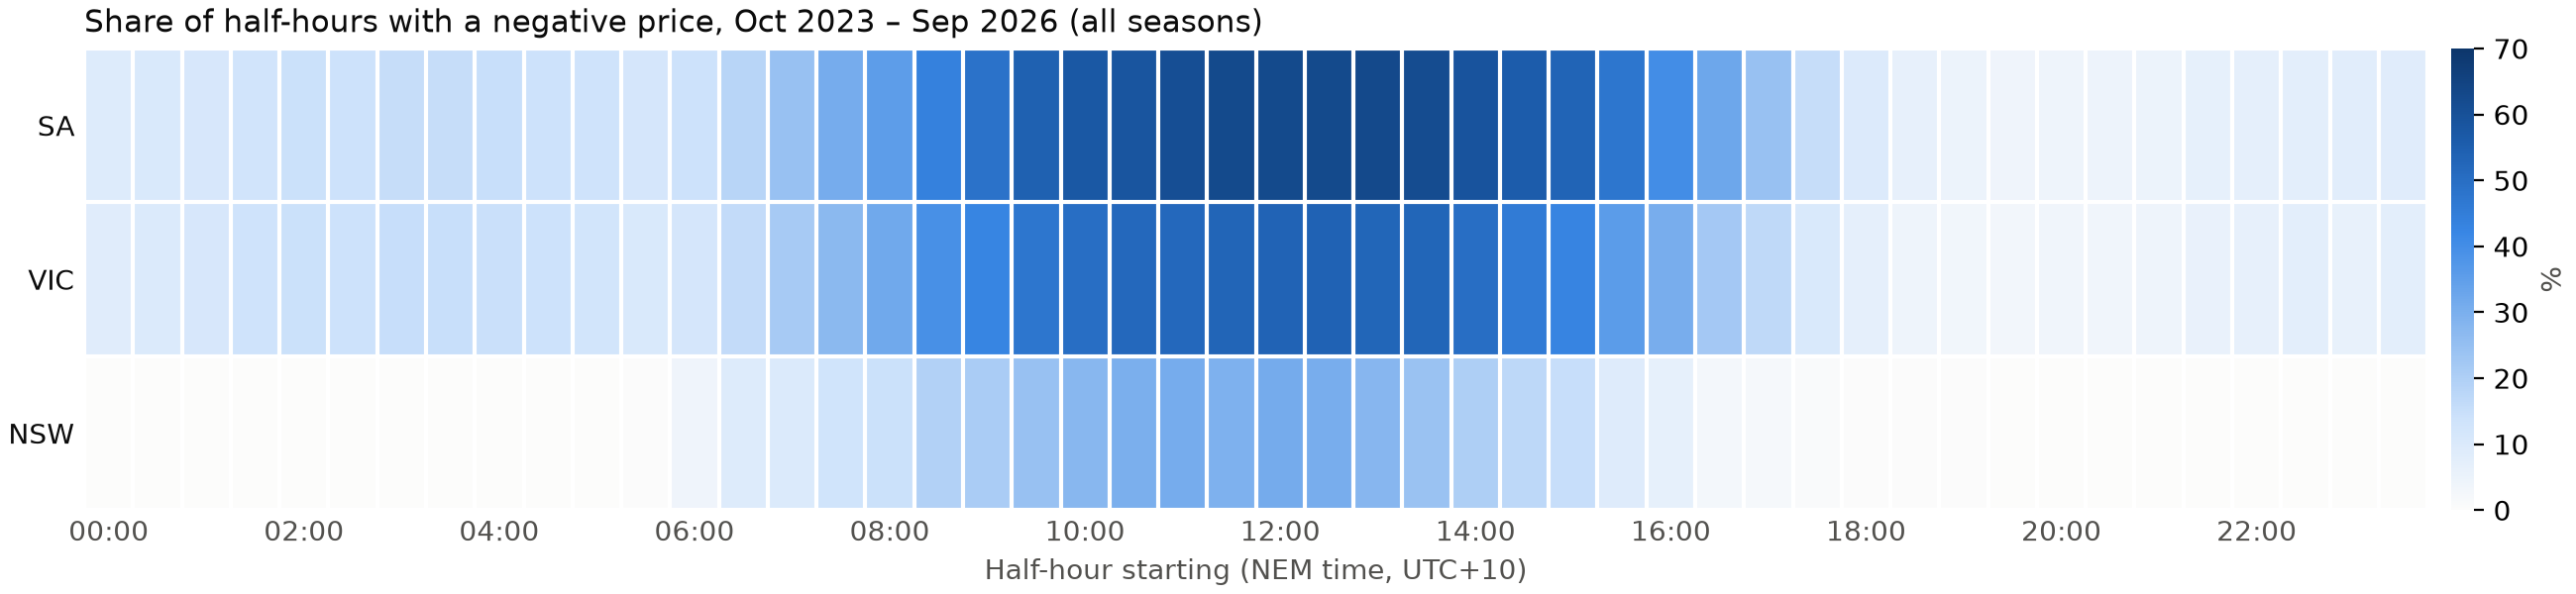 Share of half-hours with a negative price, Oct 2023 – Sep 2026 (all seasons)
SA
VIC
NSW
00:00 02:00 04:00 06:00 08:00 10:00 12:00 14:00 16:00 18:00 20:00 22:00
Half-hour starting (NEM time, UTC+10)
70
60
50
40
30
20
10
0
%